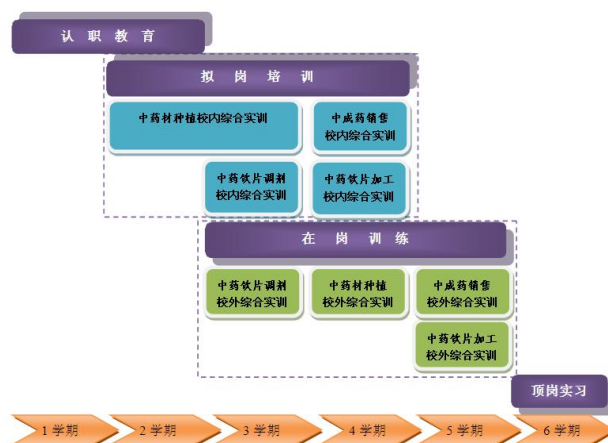 认 职 教 育
拟 岗 培 训
中药材种植校内综合实训
中成药销售
校内综合实训
中药饮片调剂
校内综合实训
中药饮片加工
校内综合实训
在 岗 训 练
中药饮片调剂
校外综合实训
中药材种植
校外综合实训
中成药销售
校外综合实训
中药饮片加工
校外综合实训
顶岗实习
1 学期
2 学期
3 学期
4 学期
5 学期
6 学期